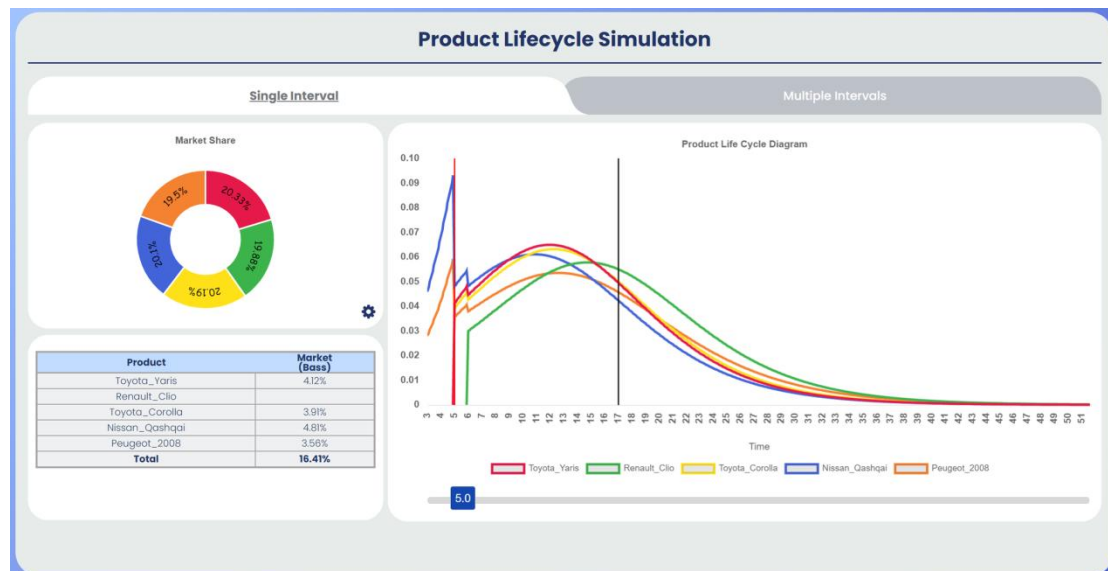 Product Lifecycle Simulation
Single Interval
Multiple Intervals
Market Share
20.33%
19.88%
20.19%
20.1%
19.5%
Product Market (Bass)
Toyota_Yaris 4.12%
Renault_Clio
Toyota_Corolla 3.91%
Nissan_Qashqai 4.81%
Peugeot_2008 3.56%
Total 16.41%
Product Life Cycle Diagram
0.10
0.09
0.08
0.07
0.06
0.05
0.04
0.03
0.02
0.01
0
3 4 5 6 7 8 9 10 11 12 13 14 15 16 17 18 19 20 21 22 23 24 25 26 27 28 29 30 31 32 33 34 35 36 37 38 39 40 41 42 43 44 45 46 47 48 49 50 51
Time
Toyota_Yaris Renault_Clio Toyota_Corolla Nissan_Qashqai Peugeot_2008
5.0